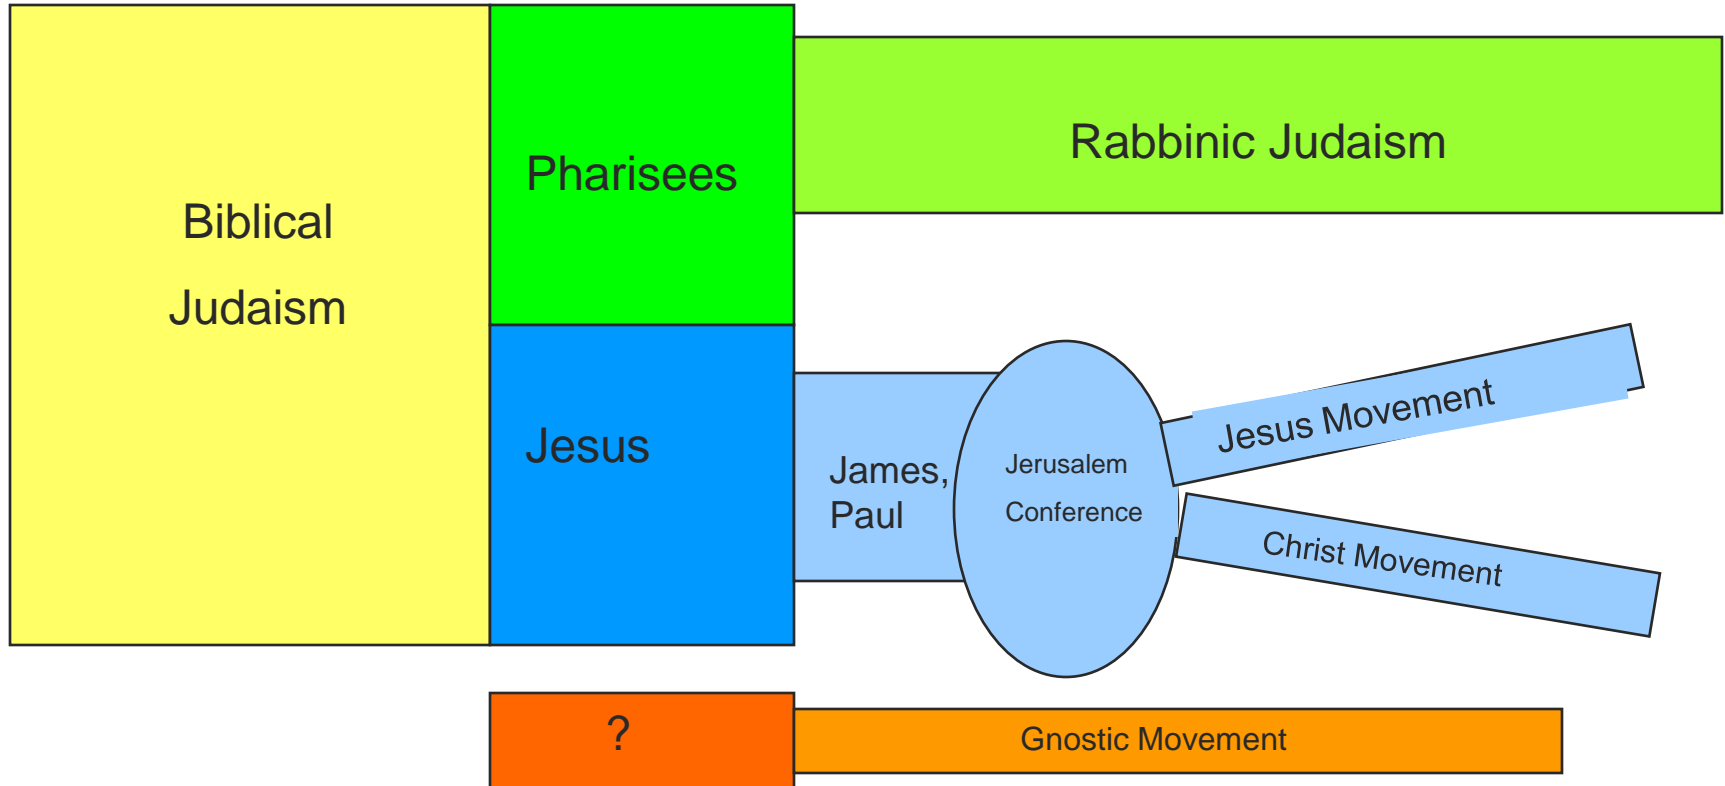 Biblical
Judaism
Pharisees
Rabbinic Judaism
Jesus
James,
Paul
Jerusalem
Conference
Jesus Movement
Christ Movement
?
Gnostic Movement